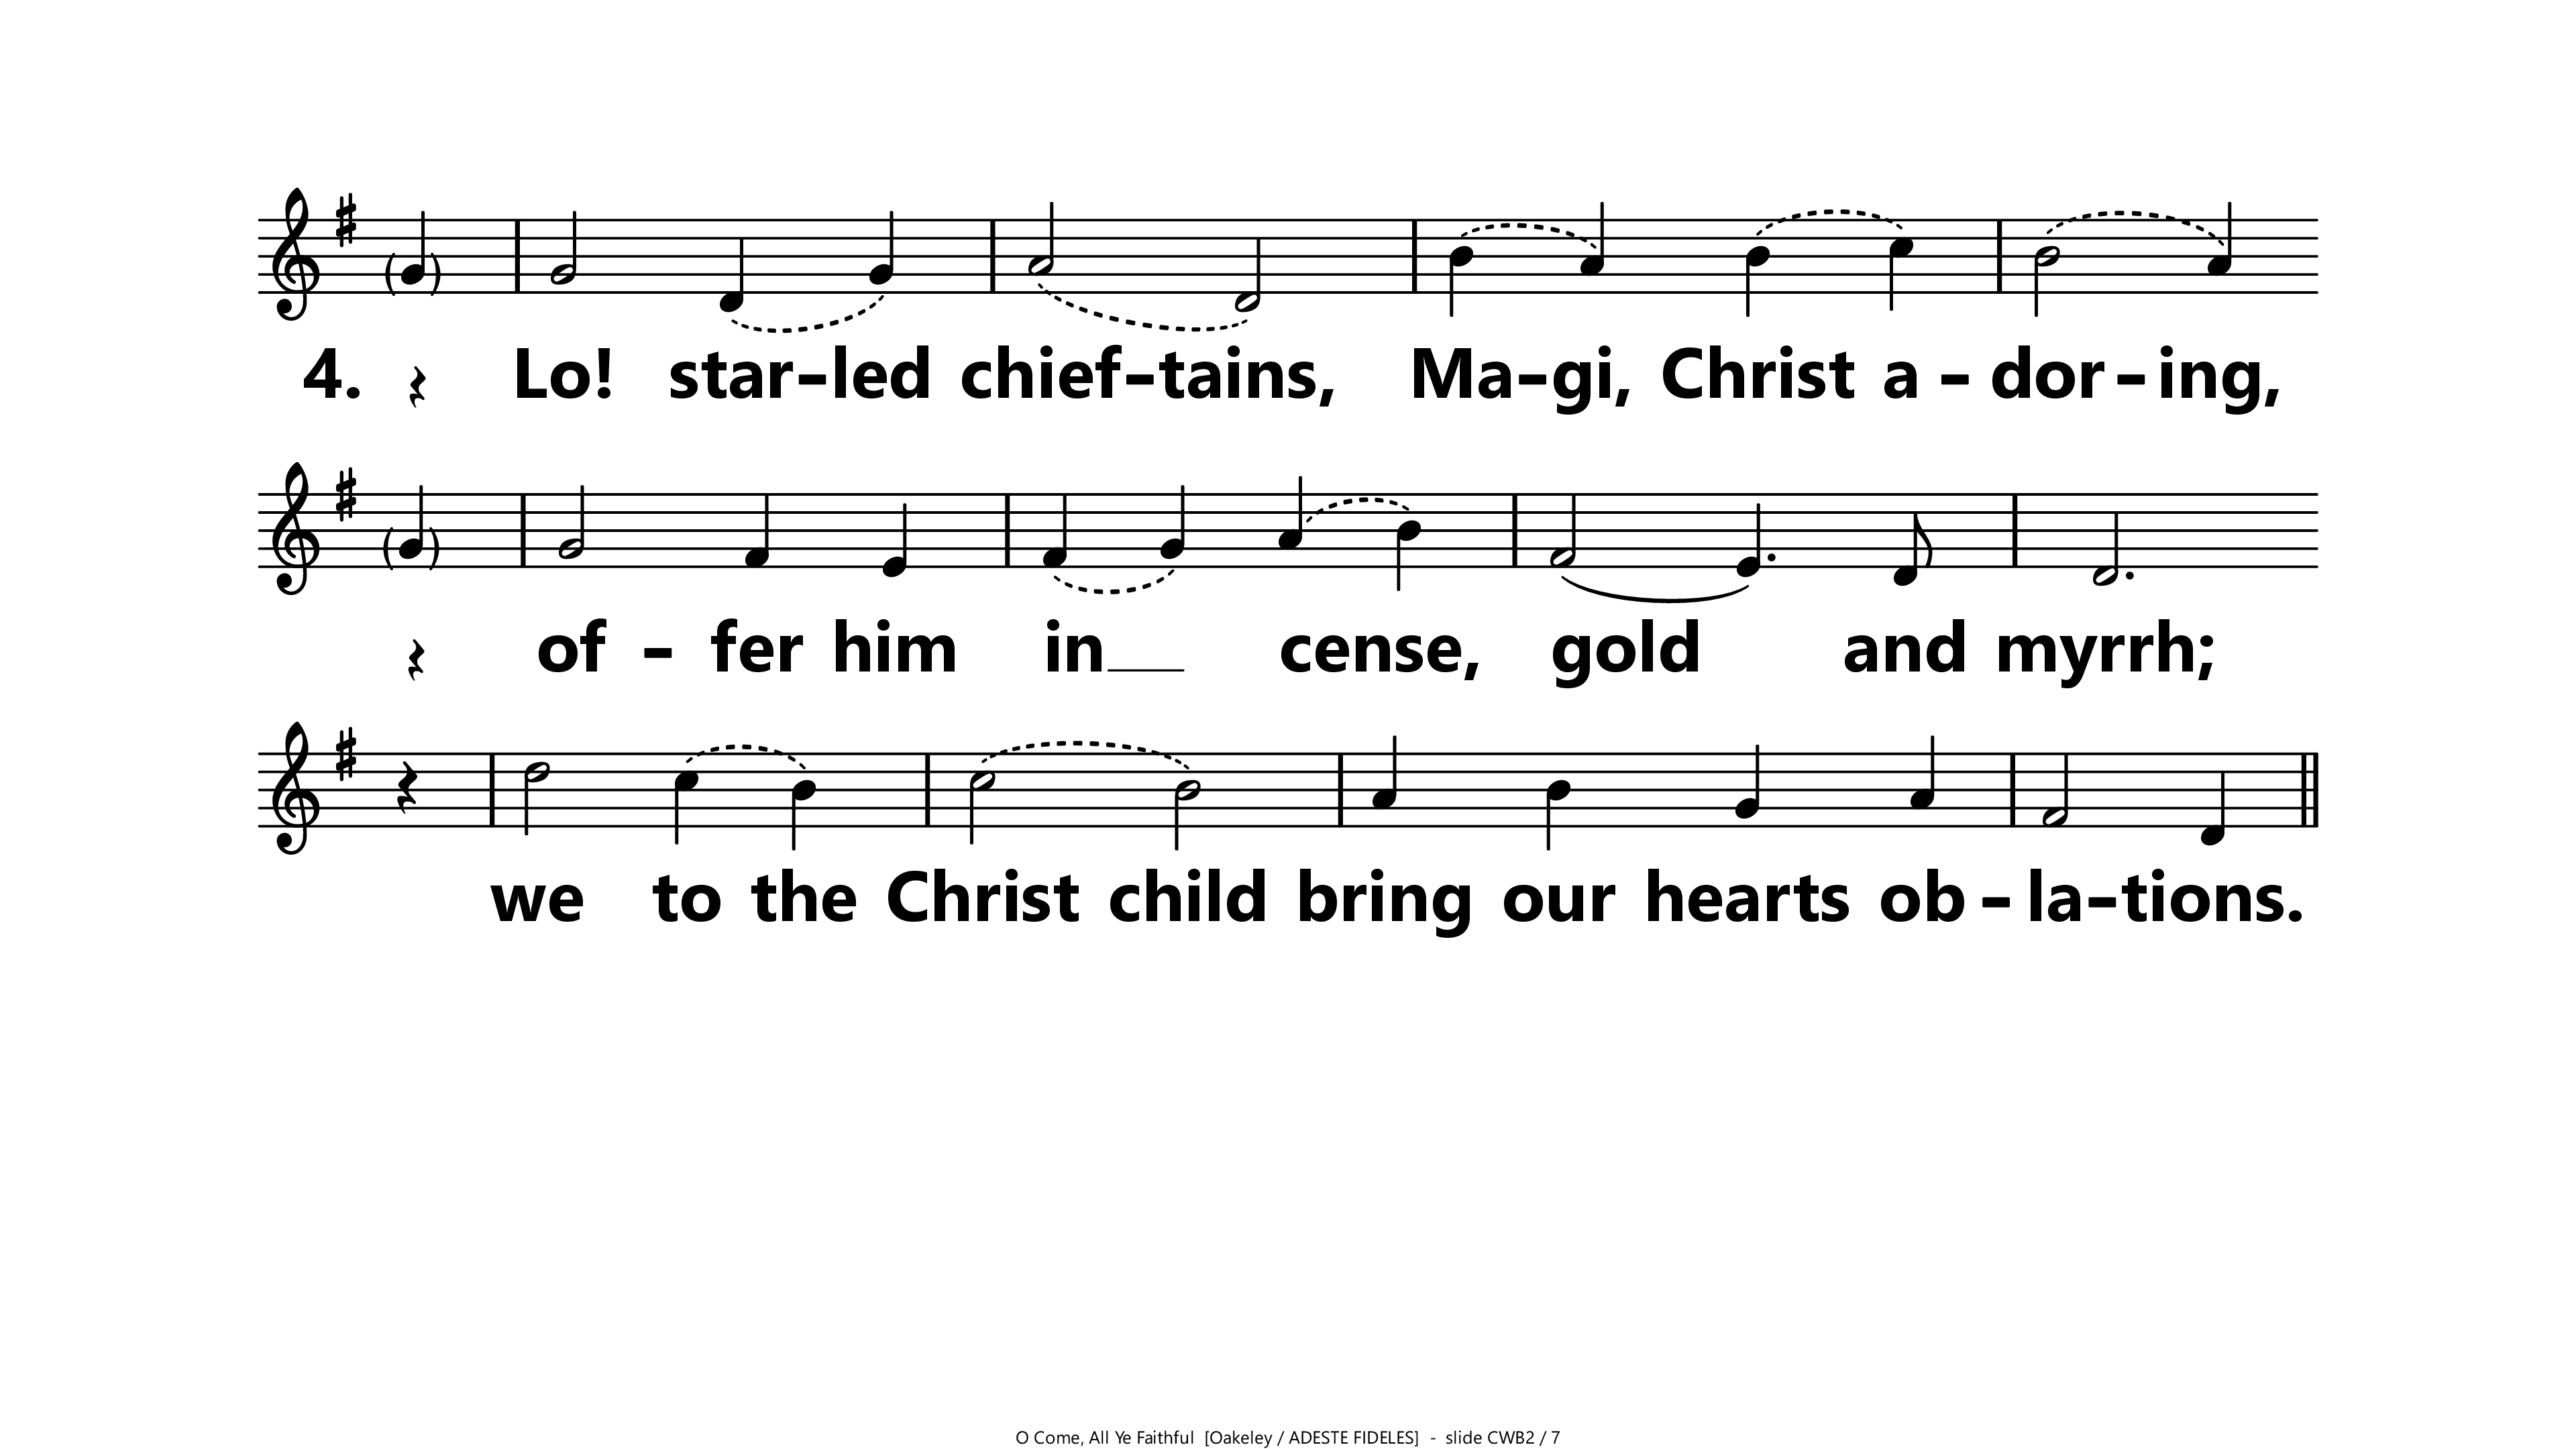 4. Lo! star-led chief-tains, Ma-gi, Christ a - dor - ing,
of - fer him in__ cense, gold and myrrh;
we to the Christ child bring our hearts ob - la-tions.
O Come, All Ye Faithful [Oakeley / ADESTE FIDELES] - slide CWB2 / 7